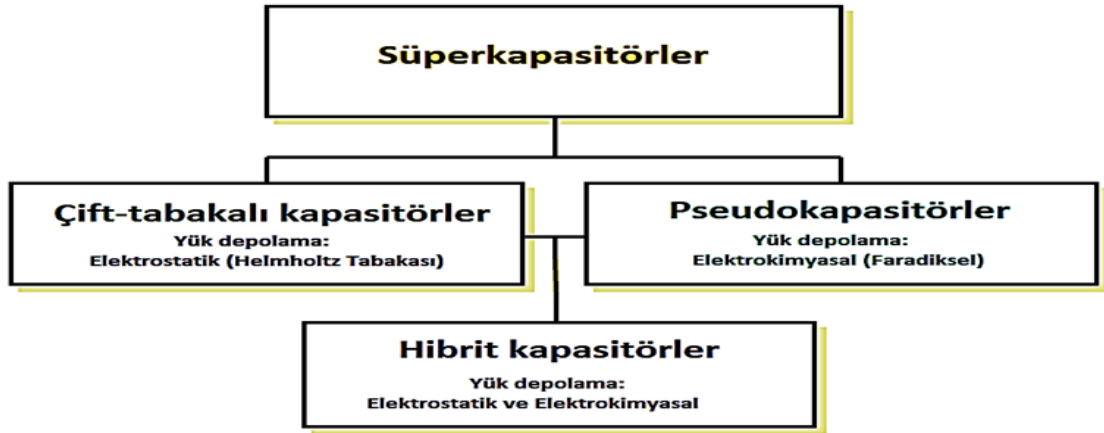 Süperkapasitörler
Çift-tabakalı kapasitörler
Yük depolama:
Elektrostatik (Helmholtz Tabakası)
Pseudokapasitörler
Yük depolama:
Elektrokimyasal (Faradiksel)
Hibrit kapasitörler
Yük depolama:
Elektrostatik ve Elektrokimyasal